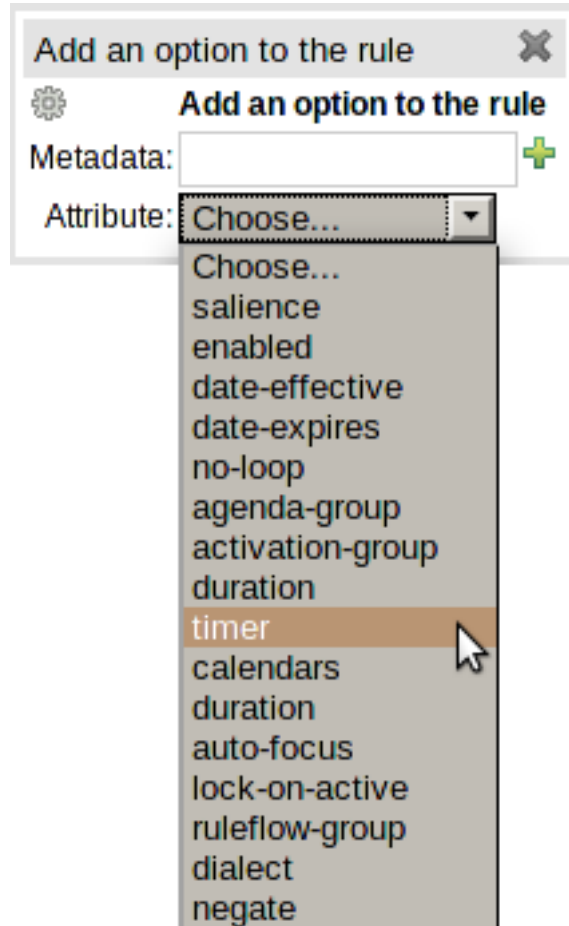 Add an option to the rule
Add an option to the rule
Metadata:
Attribute: Choose...
Choose...
salience
enabled
date-effective
date-expires
no-loop
agenda-group
activation-group
duration
timer
calendars
duration
auto-focus
lock-on-active
ruleflow-group
dialect
negate